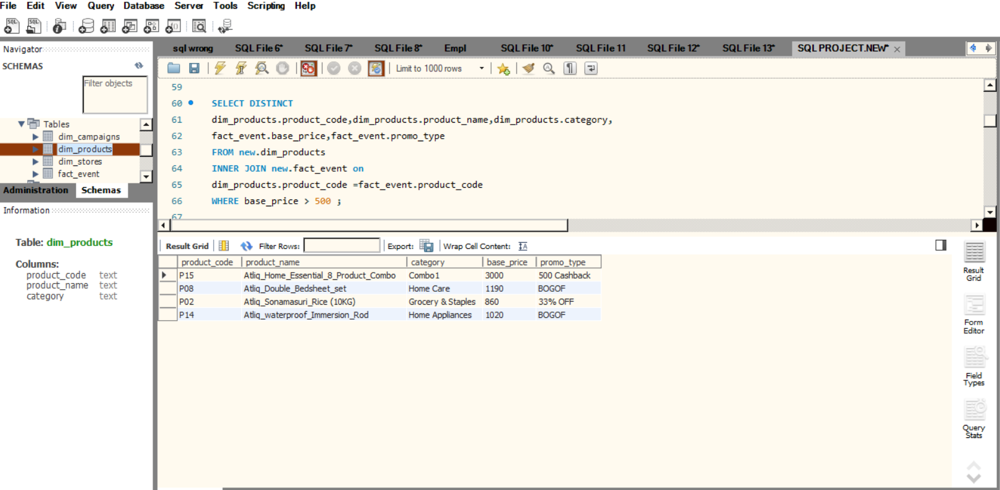 File Edit View Query Database Server Tools Scripting Help
SQL SQL
Navigator
SCHEMAS
Filter objects
Tables
dim_campaigns
dim_products
dim_stores
fact_event
Administration Schemas
Information
Table: dim_products
Columns:
product_code text
product_name text
category text
sql wrong SQL File 6* SQL File 7* SQL File 8* Empl SQL File 10* SQL File 11 SQL File 12* SQL File 13* SQL PROJECT.NEW*
Limit to 1000 rows
59
60 SELECT DISTINCT
61 dim_products.product_code,dim_products.product_name,dim_products.category,
62 fact_event.base_price,fact_event.promo_type
63 FROM new.dim_products
64 INNER JOIN new.fact_event on
65 dim_products.product_code =fact_event.product_code
66 WHERE base_price > 500 ;
67
Result Grid Filter Rows: Export: Wrap Cell Content:
product_code product_name category base_price promo_type
P15 Atliq_Home_Essential_8_Product_Combo Combo1 3000 500 Cashback
P08 Atliq_Double_Bedsheet_set Home Care 1190 BOGOF
P02 Atliq_Sonamasuri_Rice (10KG) Grocery & Staples 860 33% OFF
P14 Atliq_waterproof_Immersion_Rod Home Appliances 1020 BOGOF
Result
Grid
Form
Editor
Field
Types
Query
Stats